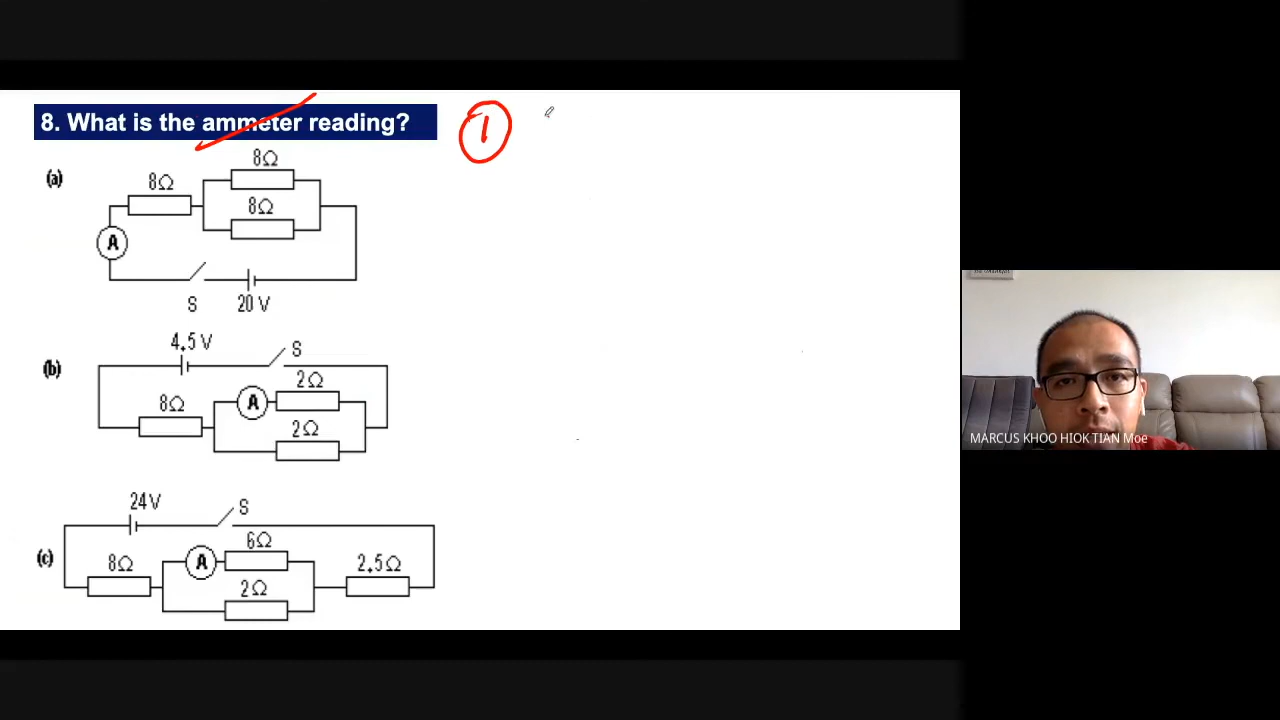 8. What is the ammeter reading?
1
(a)
8Ω
8Ω
8Ω
A
S
20 V
(b)
4.5 V
S
8Ω
A
2Ω
2Ω
(c)
24V
S
8Ω
A
6Ω
2Ω
2.5Ω
MARCUS KHOO HIOK TIAN Moe